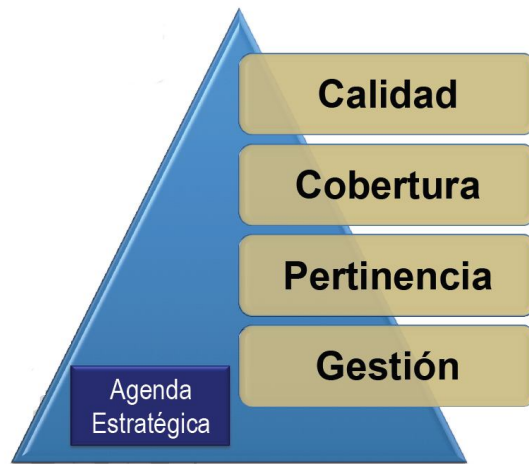 Calidad
Cobertura
Pertinencia
Gestión
Agenda
Estratégica